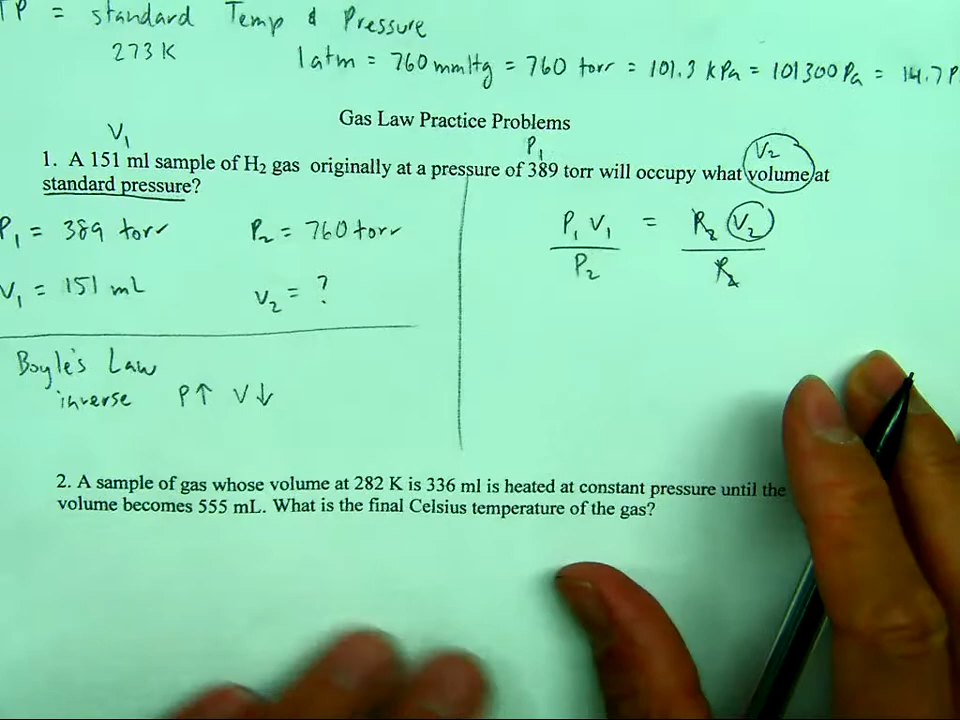 TP = standard Temp & Pressure
273 K 1 atm = 760 mmHg = 760 torr = 101.3 kPa = 101300 Pa = 14.7 P
Gas Law Practice Problems
V₁ P₁ V₂
1. A 151 ml sample of H₂ gas originally at a pressure of 389 torr will occupy what volume at
standard pressure?
P₁ = 389 torr P₂ = 760 torr
V₁ = 151 mL V₂ = ?
P₁ V₁ = P₂ V₂
P₂ P₂
Boyle's Law
inverse P↑ V↓
2. A sample of gas whose volume at 282 K is 336 ml is heated at constant pressure until the
volume becomes 555 mL. What is the final Celsius temperature of the gas?